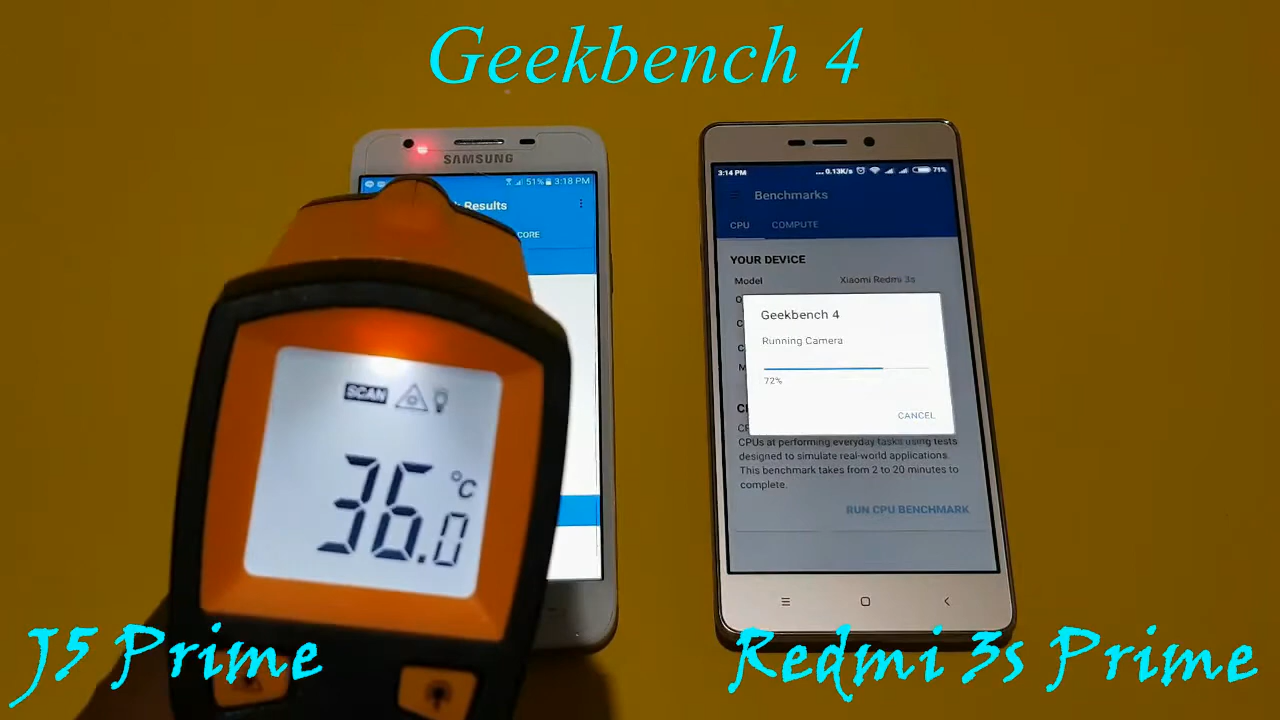 Geekbench 4
SAMSUNG
51% 3:18 PM
Results
CORE
SCAN
36.0 °C
3:14 PM ... 0.13K/s 71%
Benchmarks
CPU COMPUTE
YOUR DEVICE
Model Xiaomi Redmi 3s
Geekbench 4
Running Camera
72%
CANCEL
CPUs at performing everyday tasks using tests
designed to simulate real-world applications.
This benchmark takes from 2 to 20 minutes to
complete.
RUN CPU BENCHMARK
J5 Prime
Redmi 3s Prime